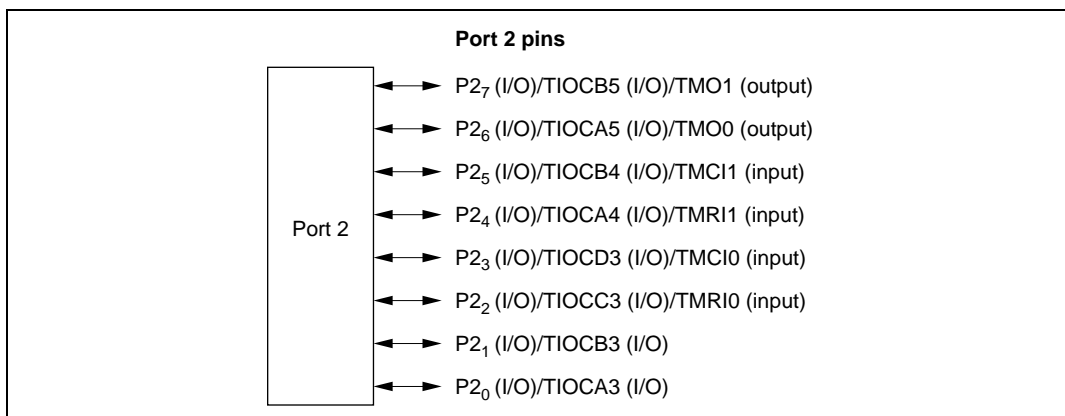 Port 2 pins
P2₇ (I/O)/TIOCB5 (I/O)/TMO1 (output)
P2₆ (I/O)/TIOCA5 (I/O)/TMO0 (output)
P2₅ (I/O)/TIOCB4 (I/O)/TMCI1 (input)
Port 2
P2₄ (I/O)/TIOCA4 (I/O)/TMRI1 (input)
P2₃ (I/O)/TIOCD3 (I/O)/TMCI0 (input)
P2₂ (I/O)/TIOCC3 (I/O)/TMRI0 (input)
P2₁ (I/O)/TIOCB3 (I/O)
P2₀ (I/O)/TIOCA3 (I/O)